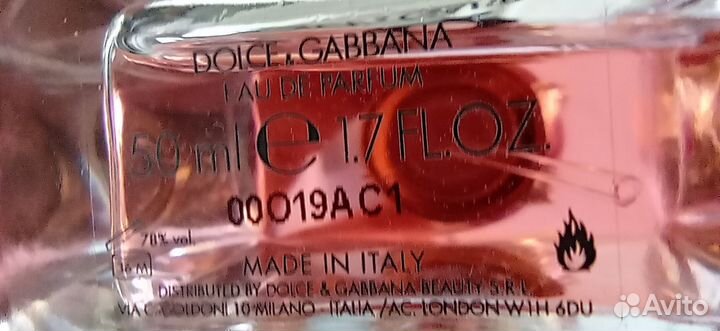 DOLCE & GABBANA
EAU DE PARFUM
50 ml e 1.7 FL.OZ.
00O19AC1
78% vol.
36 M
MADE IN ITALY
DISTRIBUTED BY DOLCE & GABBANA BEAUTY S.R.L.
VIA C. GOLDONI 10 MILANO - ITALIA /AC. LONDON W1H 6DU
Avito